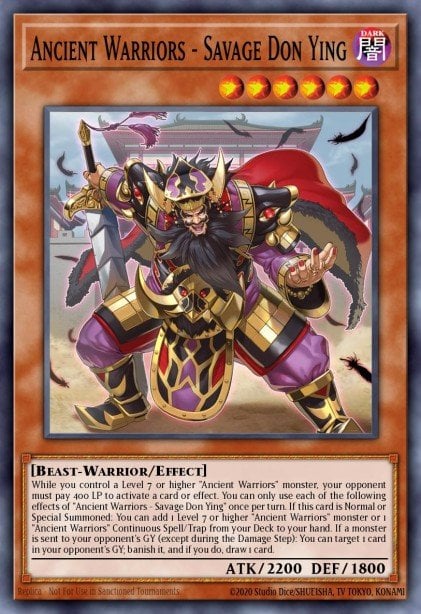 ANCIENT WARRIORS - SAVAGE DON YING
DARK
闇
[BEAST-WARRIOR/EFFECT]
While you control a Level 7 or higher "Ancient Warriors" monster, your opponent
must pay 400 LP to activate a card or effect. You can only use each of the following
effects of "Ancient Warriors - Savage Don Ying" once per turn. If this card is Normal or
Special Summoned: You can add 1 Level 7 or higher "Ancient Warriors" monster or 1
"Ancient Warriors" Continuous Spell/Trap from your Deck to your hand. If a monster
is sent to your opponent's GY (except during the Damage Step): You can target 1
card in your opponent's GY; banish it, and if you do, draw 1 card.
ATK/2200 DEF/1800
Replica - Not For Use in Sanctioned Tournaments
©2020 Studio Dice/SHUEISHA, TV TOKYO, KONAMI